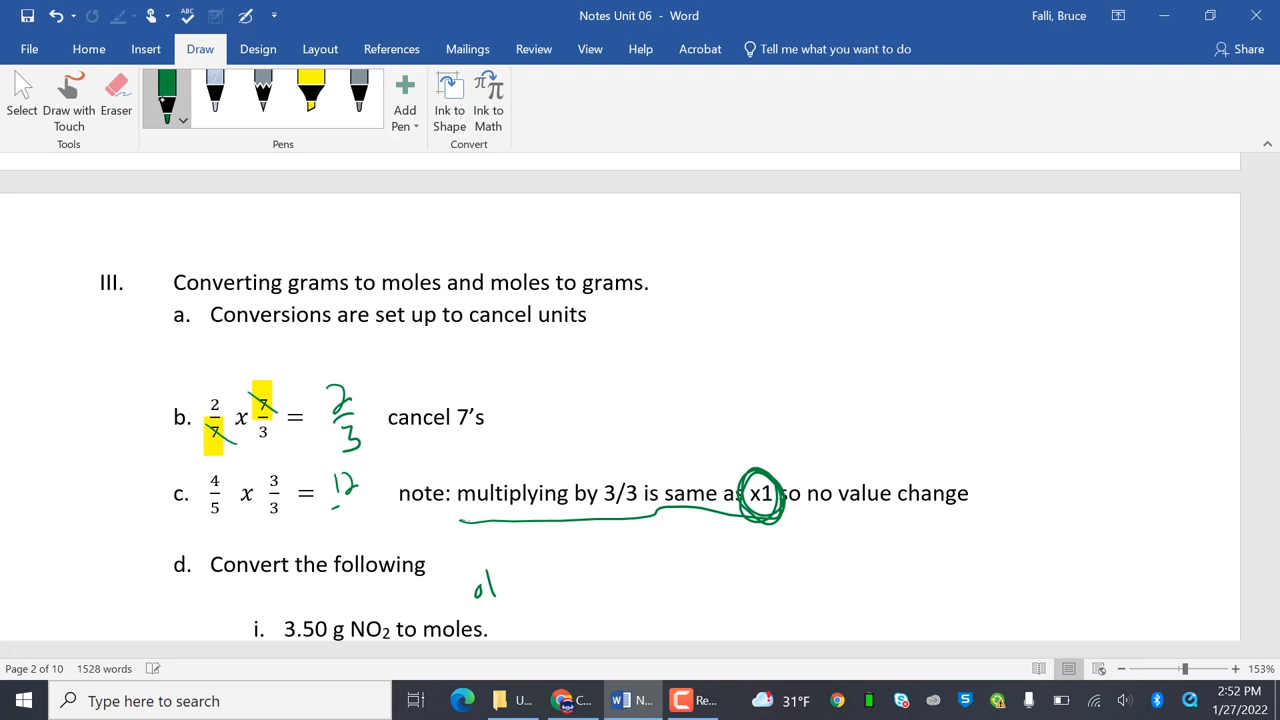 Notes Unit 06 - Word
Falli, Bruce
File Home Insert Draw Design Layout References Mailings Review View Help Acrobat Tell me what you want to do Share
Select Draw with Touch Eraser Add Pen Ink to Shape Ink to Math
Tools Pens Convert
III. Converting grams to moles and moles to grams.
a. Conversions are set up to cancel units
b. 2/7 x 7/3 = 2/3 cancel 7's
c. 4/5 x 3/3 = 12 note: multiplying by 3/3 is same as x1 so no value change
d. Convert the following
i. 3.50 g NO₂ to moles.
Page 2 of 10 1528 words 153%
Type here to search U... C... N... Re... 31°F 2:52 PM
1/27/2022